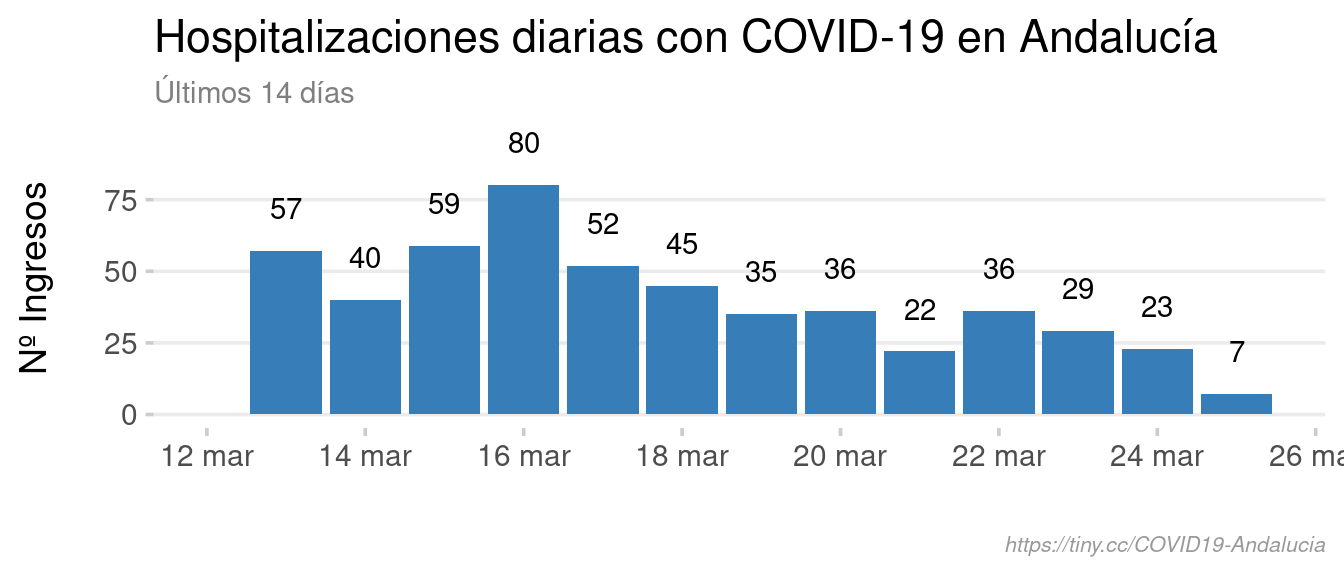 Hospitalizaciones diarias con COVID-19 en Andalucía
Últimos 14 días
Nº Ingresos
75
50
25
0
57
40
59
80
52
45
35
36
22
36
29
23
7
12 mar
14 mar
16 mar
18 mar
20 mar
22 mar
24 mar
26 ma
https://tiny.cc/COVID19-Andalucia